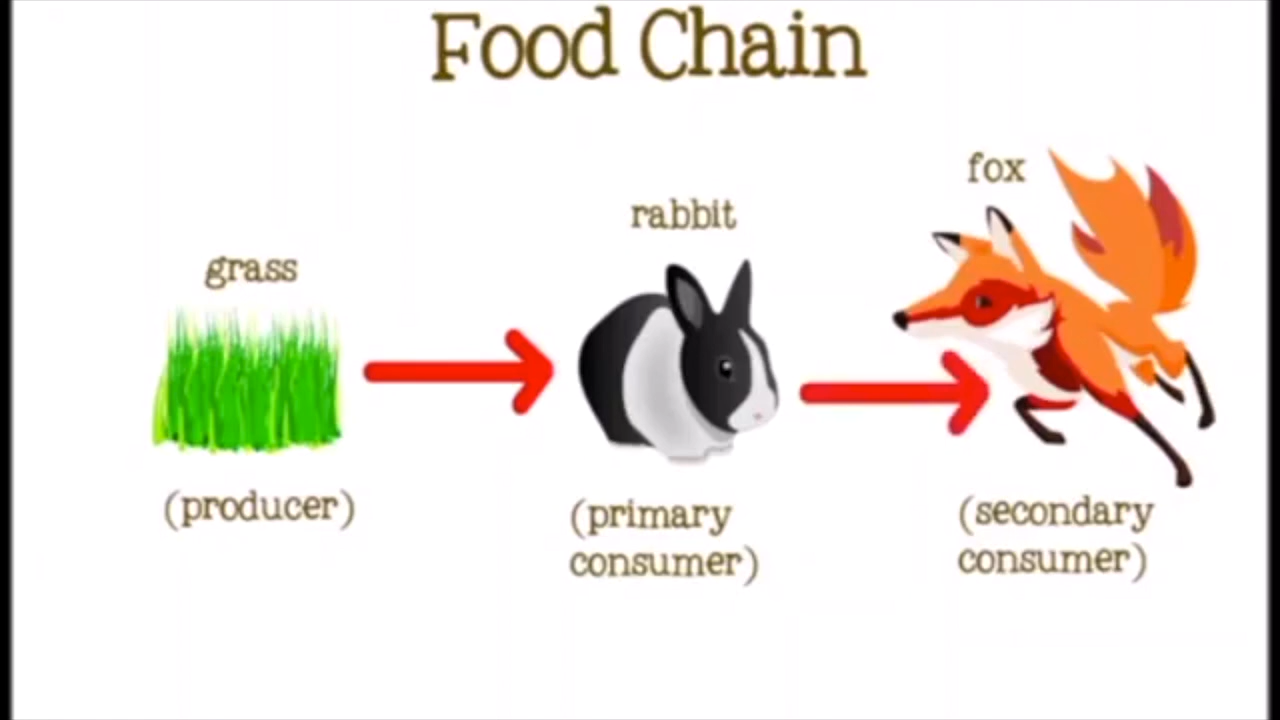 Food Chain
fox
rabbit
grass
(producer)
(primary
consumer)
(secondary
consumer)